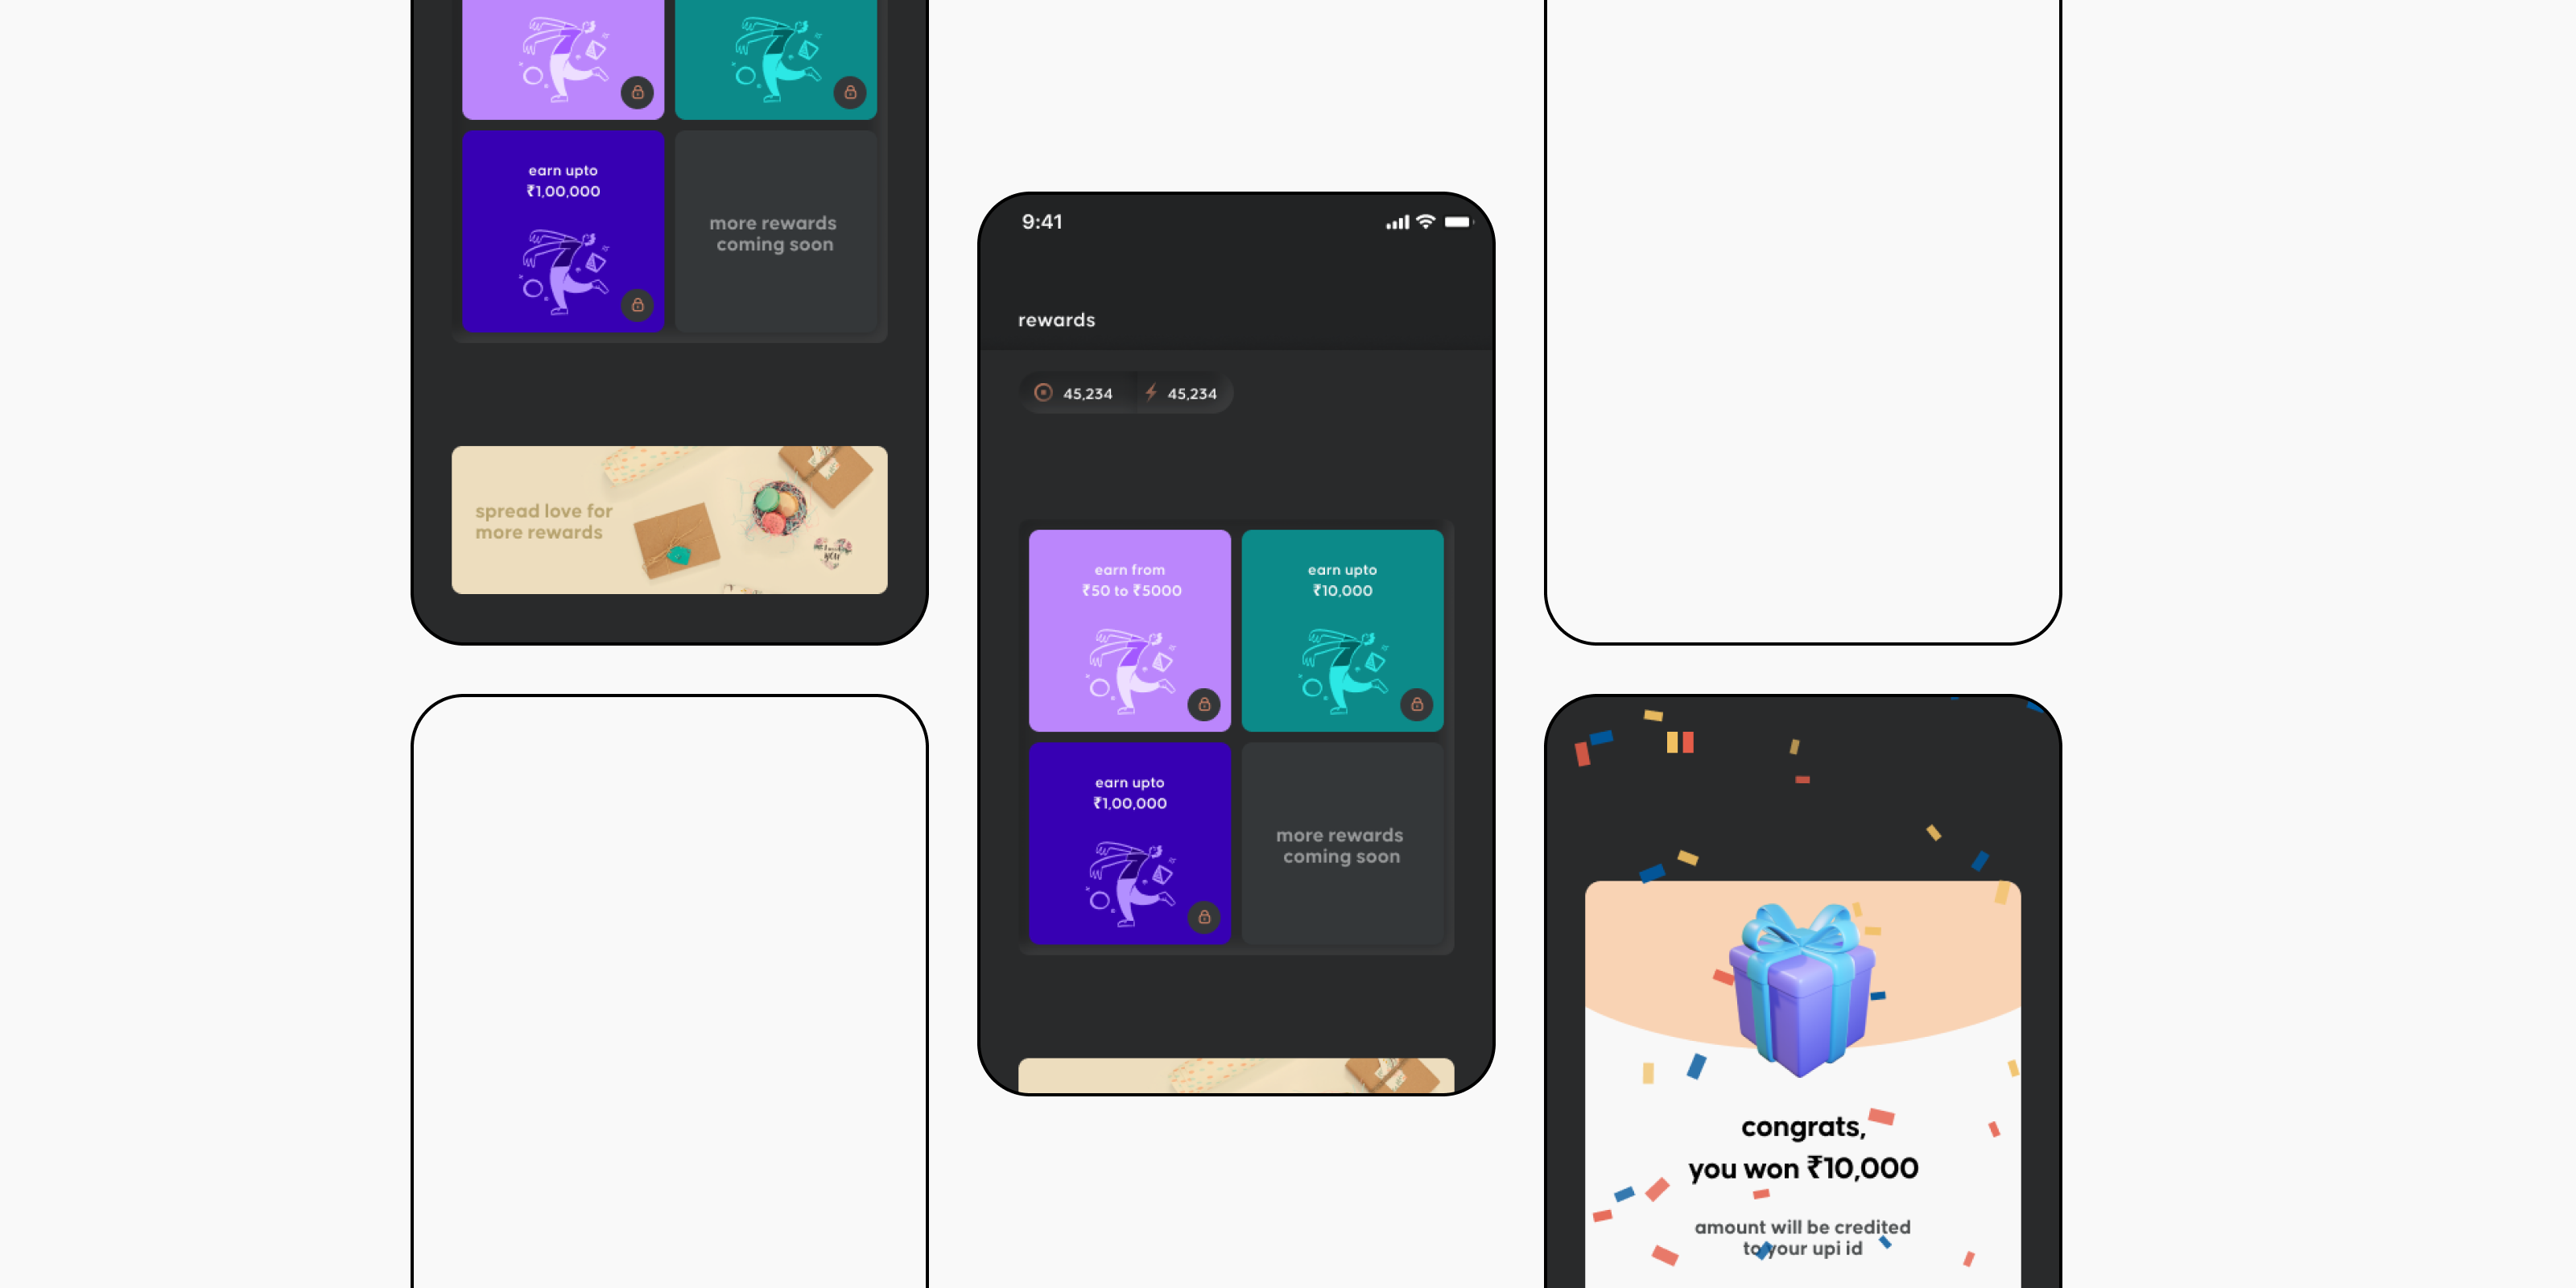 earn upto
₹1,00,000
more rewards
coming soon
spread love for
more rewards
9:41
rewards
45,234
45,234
earn from
₹50 to ₹5000
earn upto
₹10,000
earn upto
₹1,00,000
more rewards
coming soon
congrats,
you won ₹10,000
amount will be credited
to your upi id